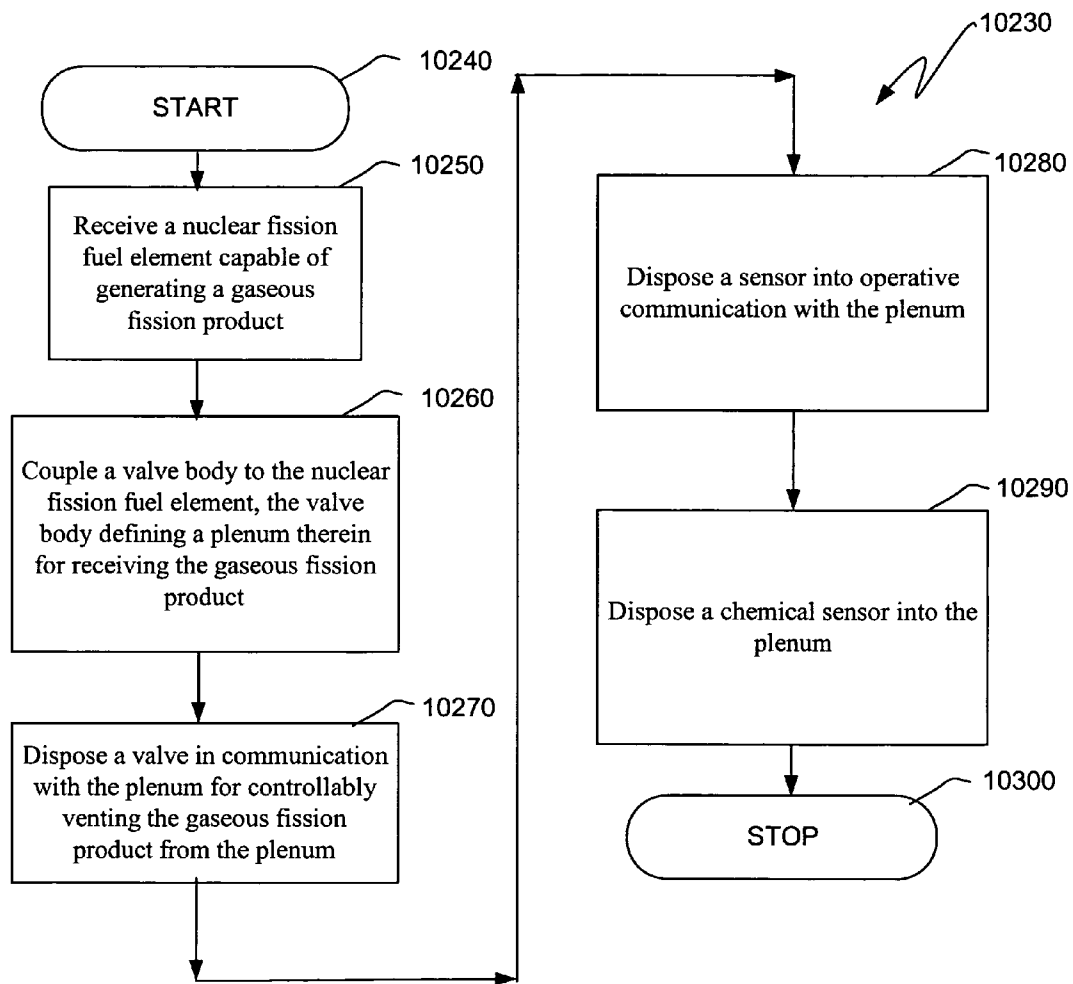 10230
10240
START
10250
Receive a nuclear fission
fuel element capable of
generating a gaseous
fission product
10260
Couple a valve body to the nuclear
fission fuel element, the valve
body defining a plenum therein
for receiving the gaseous fission
product
10270
Dispose a valve in communication
with the plenum for controllably
venting the gaseous fission
product from the plenum
10280
Dispose a sensor into operative
communication with the plenum
10290
Dispose a chemical sensor into the
plenum
10300
STOP